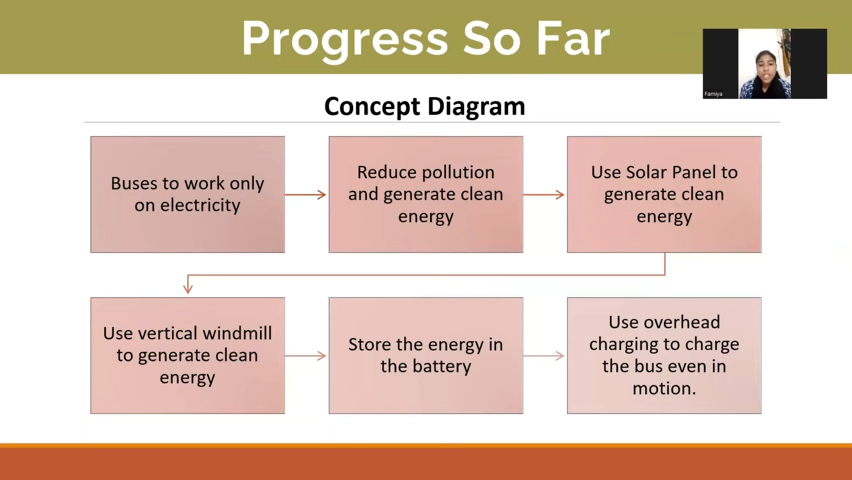 Progress So Far
Famiya
Concept Diagram
Buses to work only
on electricity
Reduce pollution
and generate clean
energy
Use Solar Panel to
generate clean
energy
Use vertical windmill
to generate clean
energy
Store the energy in
the battery
Use overhead
charging to charge
the bus even in
motion.